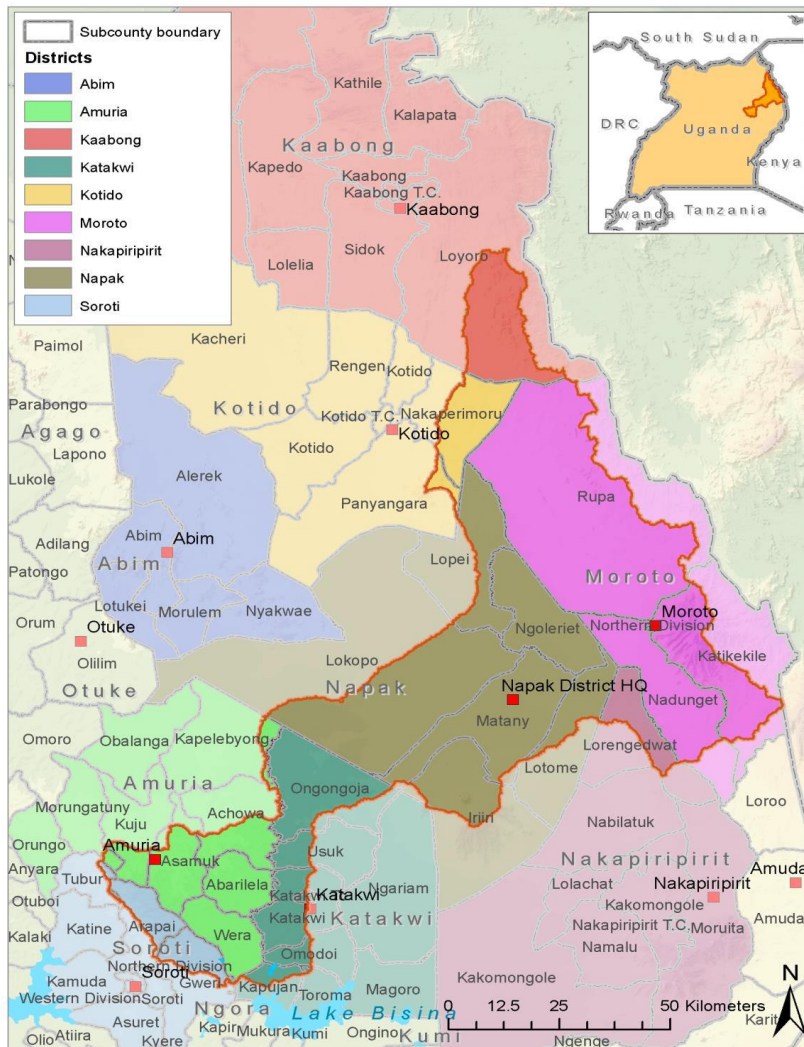 Subcounty boundary
Districts
Abim
Amuria
Kaabong
Katakwi
Kotido
Moroto
Nakapiripirit
Napak
Soroti
South Sudan
DRC
Uganda
Kenya
Rwanda
Tanzania
Kathile
Kalapata
Kaabong
Kapedo
Kaabong
Kaabong T.C.
Kaabong
Sidok
Lolelia
Loyoro
Kacheri
Paimol
Rengen
Kotido
Kotido
Kotido T.C.
Nakaperimoru
Kotido
Kotido
Parabongo
Agago
Lapono
Lukole
Alerek
Panyangara
Rupa
Adilang
Abim
Abim
Abim
Patongo
Lopei
Moroto
Lotukei
Morulem
Nyakwae
Orum
Otuke
Olilim
Otuke
Ngoleriet
Northern Division
Moroto
Katikekile
Lokopo
Napak
Napak District HQ
Nadunget
Matany
Omoro
Obalanga
Kapelebyong
Lorengedwat
Amuria
Ongongoja
Lotome
Morungatuny
Achowa
Kuju
Iriiri
Loroo
Orungo
Amuria
Asamuk
Usuk
Nabilatuk
Anyara
Tubur
Abarilela
Nakapiripirit
Amuda
Otuboi
Katakwi T.C.
Katakwi
Ngariam
Lolachat
Nakapiripirit
Kakomongole
Katine
Arapai
Wera
Katakwi
Katakwi
Nakapiripirit T.C.
Moruita
Amuda
Kalaki
Soroti
Omodoi
Namalu
Northern Division
Kamuda
Soroti
Gweri
Kapujan
Toroma
Magoro
Kakomongole
Western Division
Soroti
Ngora
Lake Bisina
0 12.5 25 50 Kilometers
N
Asuret
Kapir
Mukura
Kumi
Ongino
Kumi
Karit
Olio
Atiira
Kyere
Ngenge